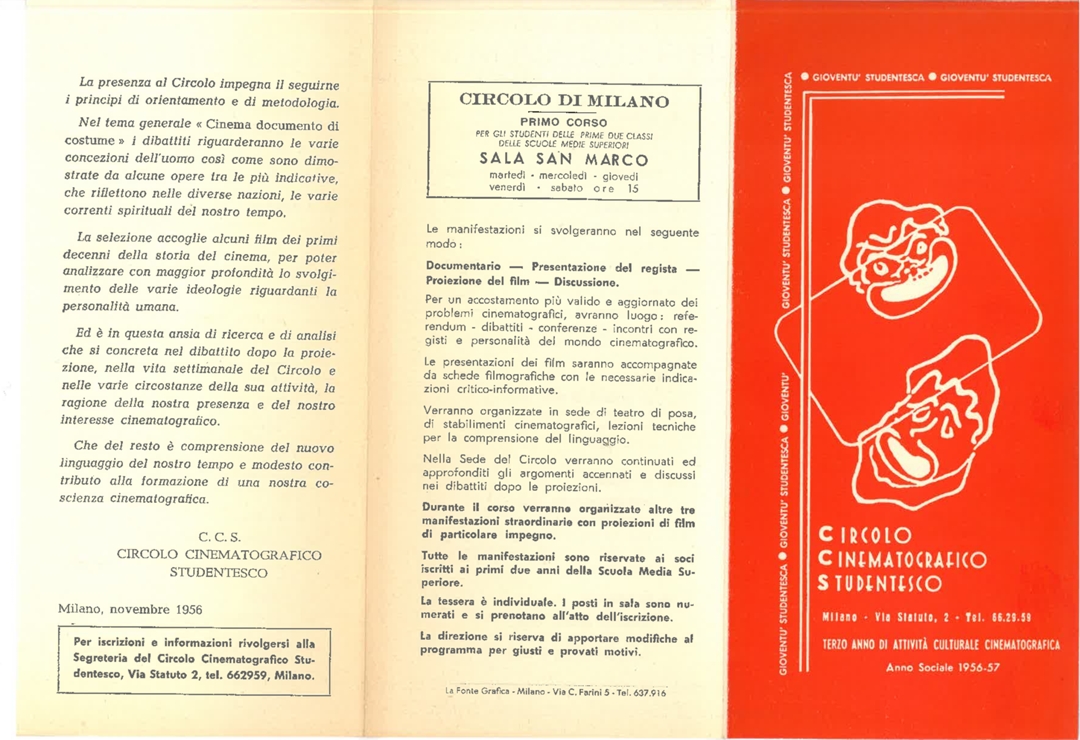 La presenza al Circolo impegna il seguirne
i principi di orientamento e di metodologia.
Nel tema generale « Cinema documento di
costume » i dibattiti riguarderanno le varie
concezioni dell'uomo così come sono dimo-
strate da alcune opere tra le più indicative,
che riflettono nelle diverse nazioni, le varie
correnti spirituali del nostro tempo.
La selezione accoglie alcuni film dei primi
decenni della storia del cinema, per poter
analizzare con maggior profondità lo svolgi-
mento delle varie ideologie riguardanti la
personalità umana.
Ed è in questa ansia di ricerca e di analisi
che si concreta nel dibattito dopo la proie-
zione, nella vita settimanale del Circolo e
nelle varie circostanze della sua attività, la
ragione della nostra presenza e del nostro
interesse cinematografico.
Che del resto è comprensione del nuovo
linguaggio del nostro tempo e modesto con-
tributo alla formazione di una nostra co-
scienza cinematografica.
C. C. S.
CIRCOLO CINEMATOGRAFICO
STUDENTESCO
Milano, novembre 1956
Per iscrizioni e informazioni rivolgersi alla
Segreteria del Circolo Cinematografico Stu-
dentesco, Via Statuto 2, tel. 662959, Milano.
CIRCOLO DI MILANO
PRIMO CORSO
PER GLI STUDENTI DELLE PRIME DUE CLASSI
DELLE SCUOLE MEDIE SUPERIORI
SALA SAN MARCO
martedì - mercoledì - giovedì
venerdì - sabato ore 15
Le manifestazioni si svolgeranno nel seguente
modo :
Documentario — Presentazione del regista —
Proiezione del film — Discussione.
Per un accostamento più valido e aggiornato dei
problemi cinematografici, avranno luogo : refe-
rendum - dibattiti - conferenze - incontri con re-
gisti e personalità del mondo cinematografico.
Le presentazioni dei film saranno accompagnate
da schede filmografiche con le necessarie indica-
zioni critico-informative.
Verranno organizzate in sede di teatro di posa,
di stabilimenti cinematografici, lezioni tecniche
per la comprensione del linguaggio.
Nella Sede del Circolo verranno continuati ed
approfonditi gli argomenti accennati e discussi
nei dibattiti dopo le proiezioni.
Durante il corso verranno organizzate altre tre
manifestazioni straordinarie con proiezioni di film
di particolare impegno.
Tutte le manifestazioni sono riservate ai soci
iscritti ai primi due anni della Scuola Media Su-
periore.
La tessera è individuale. I posti in sala sono nu-
merati e si prenotano all'atto dell'iscrizione.
La direzione si riserva di apportare modifiche al
programma per giusti e provati motivi.
La Fonte Grafica - Milano - Via C. Farini 5 - Tel. 637.916
GIOVENTU' STUDENTESCA ● GIOVENTU' STUDENTESCA ● GIOVENTU' STUDENTESCA ● GIOVENTU' STUDENTESCA ● GIOVENTU'
● GIOVENTU' STUDENTESCA ● GIOVENTU' STUDENTESCA
CIRCOLO
CINEMATOGRAFICO
STUDENTESCO
Milano - Via Statuto, 2 - Tel. 66.29.59
TERZO ANNO DI ATTIVITÀ CULTURALE CINEMATOGRAFICA
Anno Sociale 1956-57